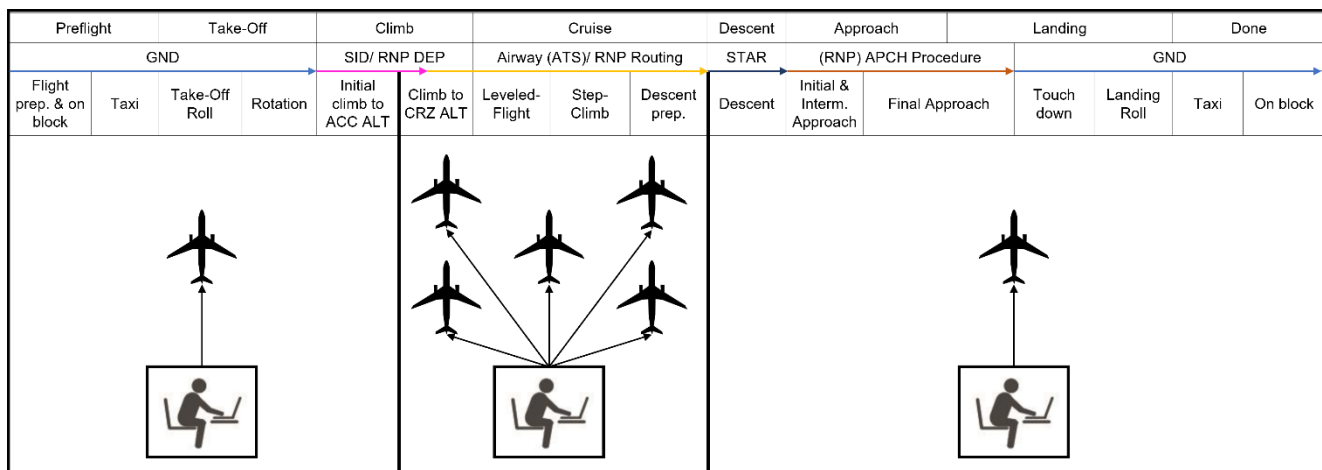 Preflight Take-Off Climb Cruise Descent Approach Landing Done
GND SID/ RNP DEP Airway (ATS)/ RNP Routing STAR (RNP) APCH Procedure GND
Flight
prep. & on
block
Taxi
Take-Off
Roll
Rotation
Initial
climb to
ACC ALT
Climb to
CRZ ALT
Leveled-
Flight
Step-
Climb
Descent
prep.
Descent
Initial &
Interm.
Approach
Final Approach
Touch
down
Landing
Roll
Taxi
On block